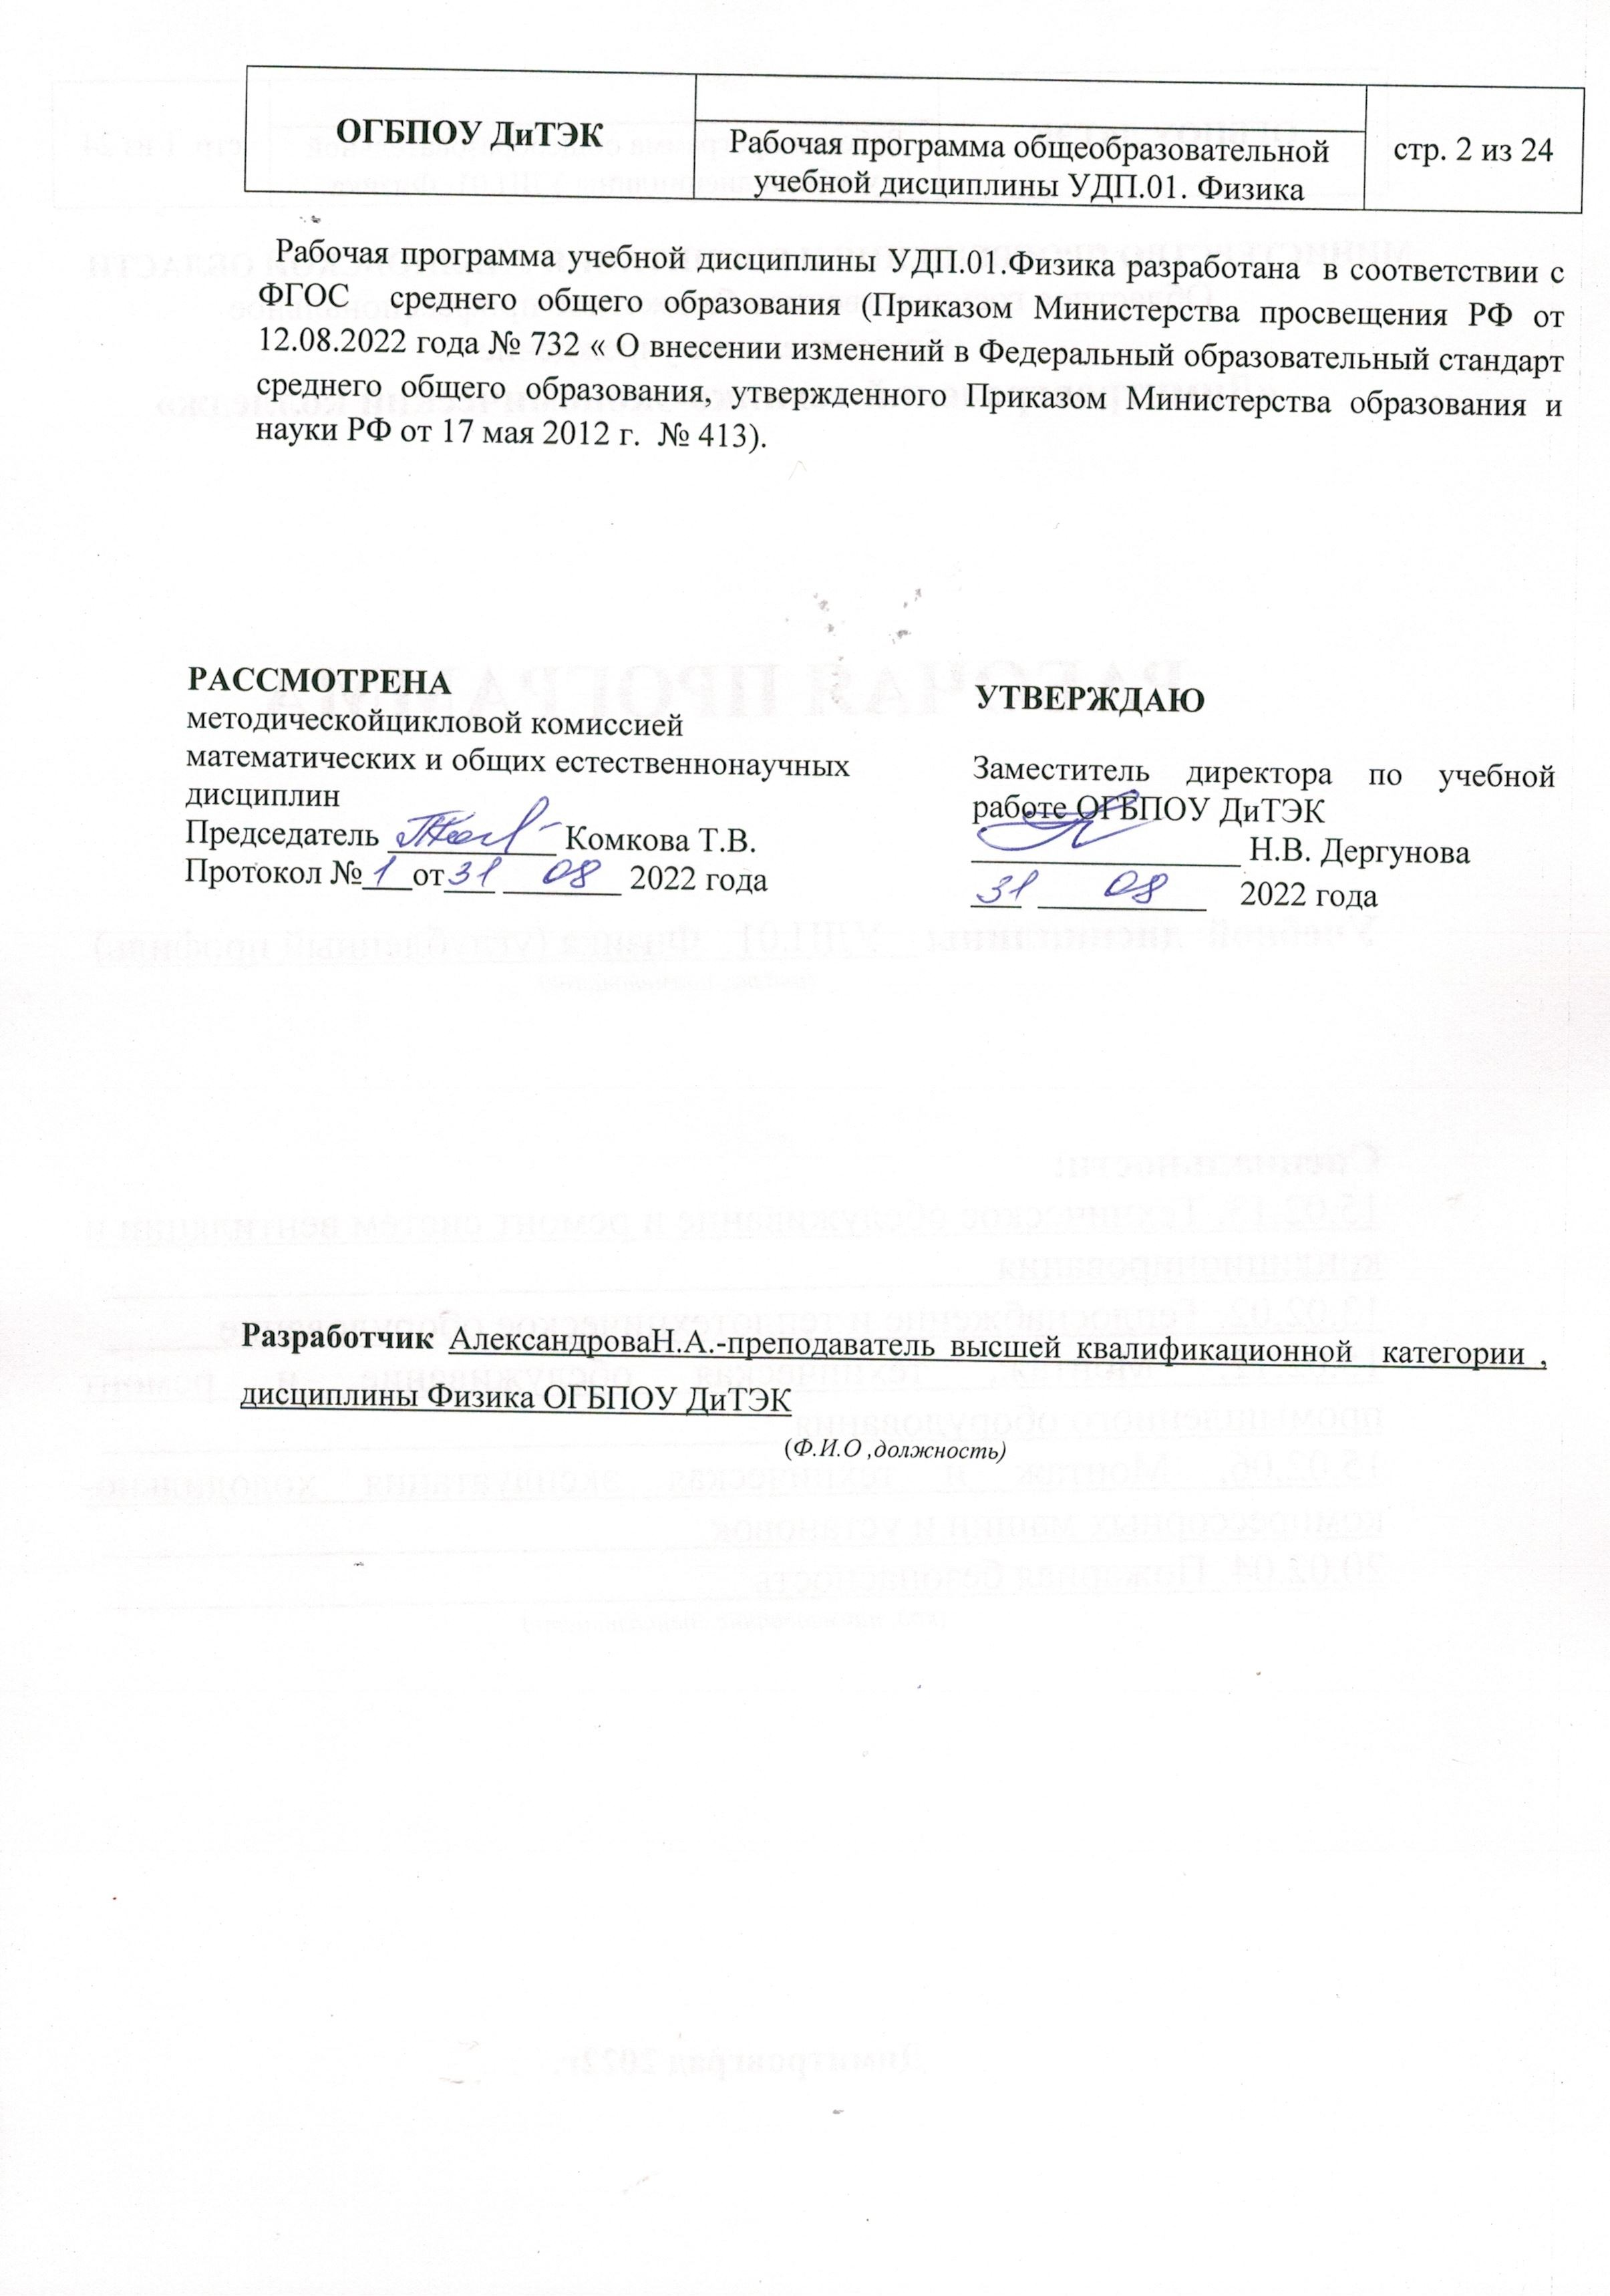 ОГБПОУ ДиТЭК
Рабочая программа общеобразовательной
учебной дисциплины УДП.01. Физика
стр. 2 из 24
Рабочая программа учебной дисциплины УДП.01.Физика разработана в соответствии с
ФГОС среднего общего образования (Приказом Министерства просвещения РФ от
12.08.2022 года № 732 « О внесении изменений в Федеральный образовательный стандарт
среднего общего образования, утвержденного Приказом Министерства образования и
науки РФ от 17 мая 2012 г. № 413).
РАССМОТРЕНА
методическойцикловой комиссией
математических и общих естественнонаучных
дисциплин
Председатель __________ Комкова Т.В.
Протокол № 1 от 31 08 2022 года
УТВЕРЖДАЮ
Заместитель директора по учебной
работе ОГБПОУ ДиТЭК
________________ Н.В. Дергунова
31 08 2022 года
Разработчик АлександроваН.А.-преподаватель высшей квалификационной категории ,
дисциплины Физика ОГБПОУ ДиТЭК
(Ф.И.О ,должность)